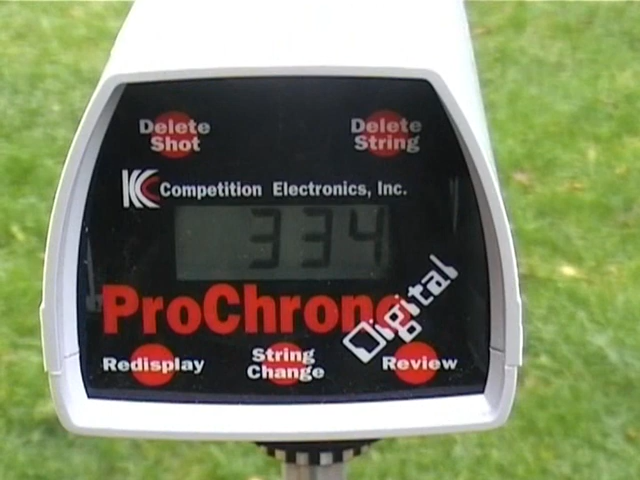 Delete Shot
Delete String
Competition Electronics, Inc.
334
ProChrono
Digital
Redisplay
String Change
Review